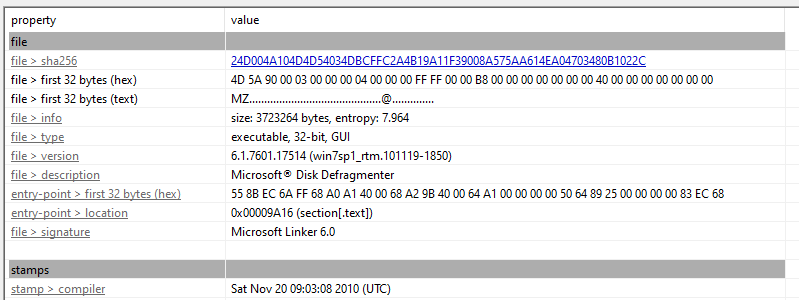 property value
file
file > sha256 24D004A104D4D54034DBCFFC2A4B19A11F39008A575AA614EA04703480B1022C
file > first 32 bytes (hex) 4D 5A 90 00 03 00 00 00 04 00 00 00 FF FF 00 00 B8 00 00 00 00 00 00 00 40 00 00 00 00 00 00 00
file > first 32 bytes (text) MZ............................................@..............
file > info size: 3723264 bytes, entropy: 7.964
file > type executable, 32-bit, GUI
file > version 6.1.7601.17514 (win7sp1_rtm.101119-1850)
file > description Microsoft® Disk Defragmenter
entry-point > first 32 bytes (hex) 55 8B EC 6A FF 68 A0 A1 40 00 68 A2 9B 40 00 64 A1 00 00 00 00 50 64 89 25 00 00 00 00 83 EC 68
entry-point > location 0x00009A16 (section[.text])
file > signature Microsoft Linker 6.0
stamps
stamp > compiler Sat Nov 20 09:03:08 2010 (UTC)